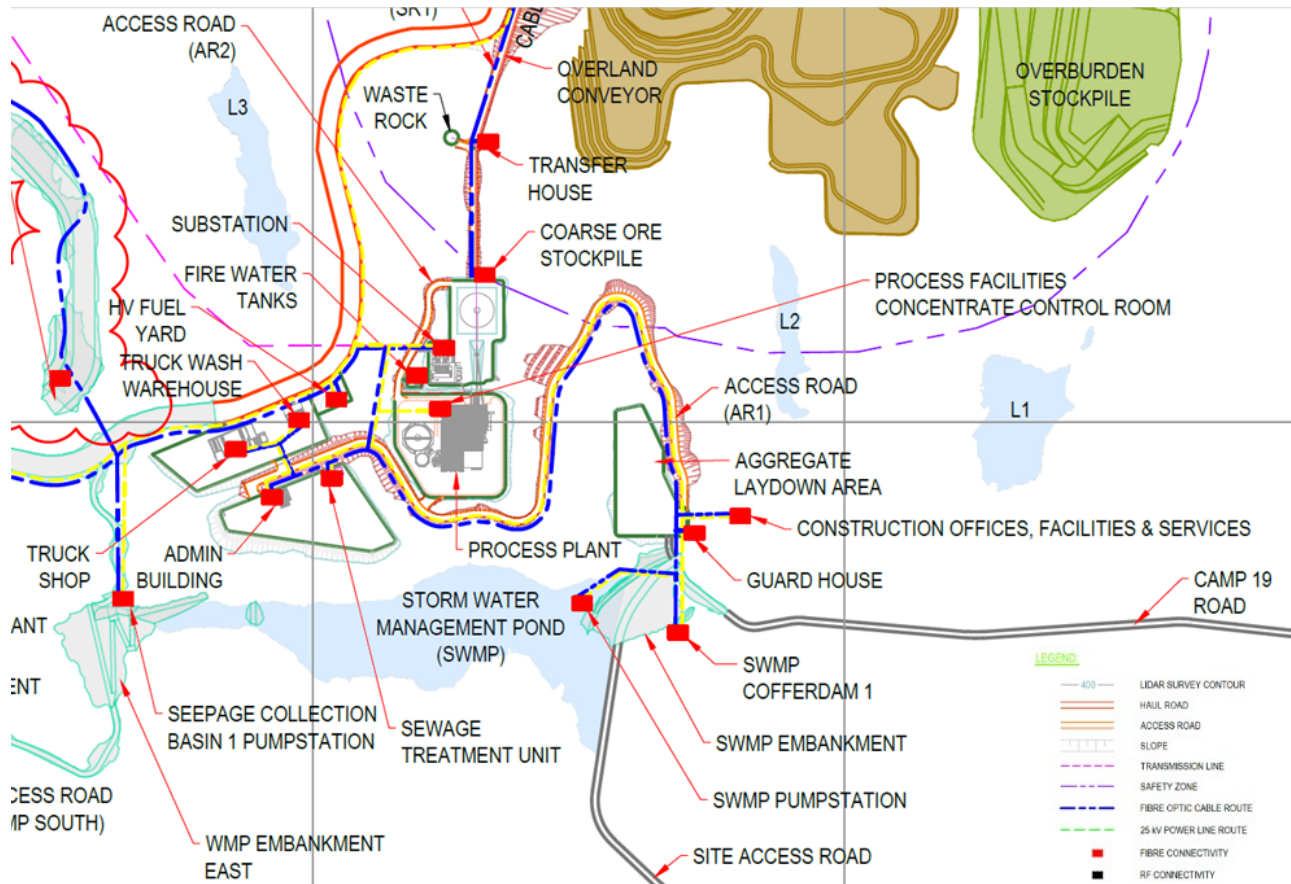 (SR1)
ACCESS ROAD
(AR2)
CABL
OVERLAND
CONVEYOR
OVERBURDEN
STOCKPILE
L3
WASTE
ROCK
TRANSFER
HOUSE
SUBSTATION
COARSE ORE
STOCKPILE
FIRE WATER
TANKS
PROCESS FACILITIES
CONCENTRATE CONTROL ROOM
HV FUEL
YARD
L2
TRUCK WASH
WAREHOUSE
ACCESS ROAD
(AR1)
L1
AGGREGATE
LAYDOWN AREA
CONSTRUCTION OFFICES, FACILITIES & SERVICES
TRUCK
SHOP
ADMIN
BUILDING
PROCESS PLANT
GUARD HOUSE
STORM WATER
MANAGEMENT POND
(SWMP)
CAMP 19
ROAD
ANT
ENT
SWMP
COFFERDAM 1
SEEPAGE COLLECTION
BASIN 1 PUMPSTATION
SEWAGE
TREATMENT UNIT
SWMP EMBANKMENT
SWMP PUMPSTATION
CESS ROAD
MP SOUTH)
WMP EMBANKMENT
EAST
SITE ACCESS ROAD
LEGEND:
400 LIDAR SURVEY CONTOUR
HAUL ROAD
ACCESS ROAD
SLOPE
TRANSMISSION LINE
SAFETY ZONE
FIBRE OPTIC CABLE ROUTE
25 kV POWER LINE ROUTE
FIBRE CONNECTIVITY
RF CONNECTIVITY